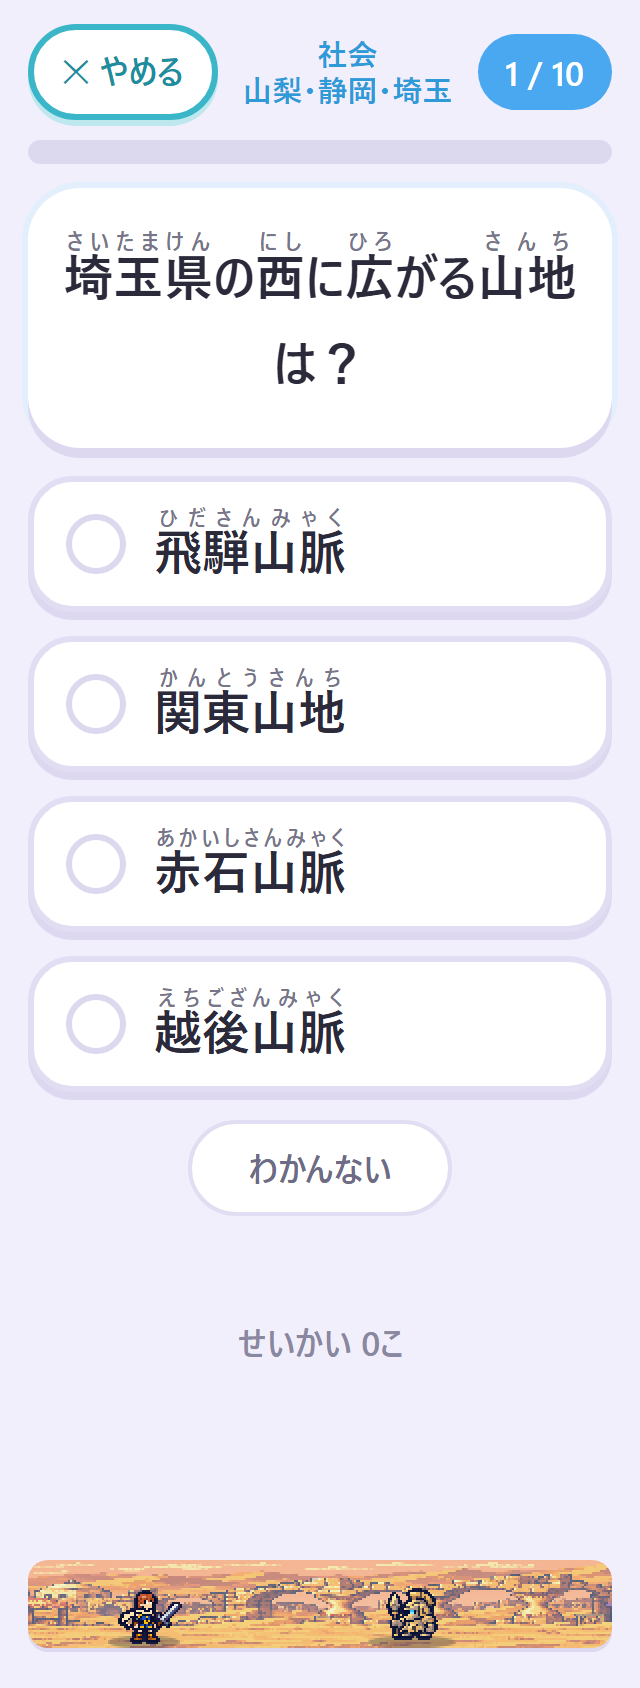 × やめる
社会
山梨･静岡･埼玉
1 / 10
さいたまけん にし ひろ さんち
埼玉県の西に広がる山地
は？
ひださんみゃく
飛騨山脈
かんとうさんち
関東山地
あかいしさんみゃく
赤石山脈
えちごさんみゃく
越後山脈
わかんない
せいかい 0こ